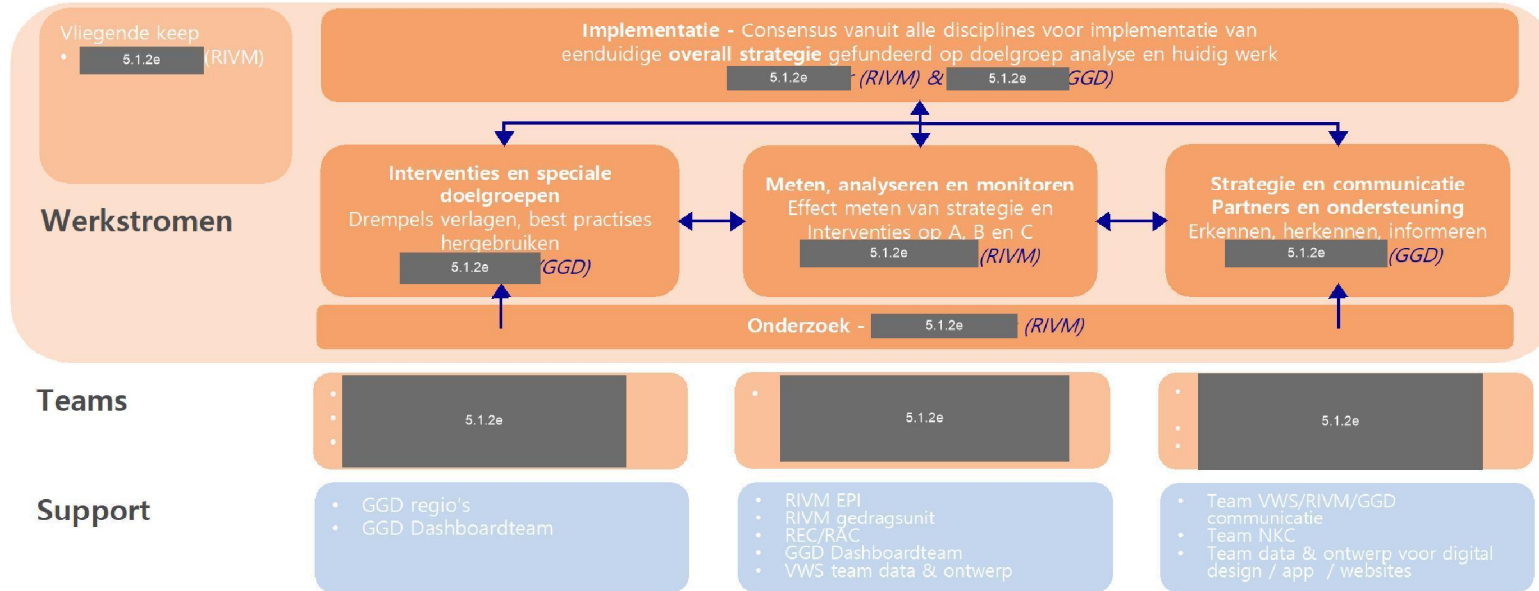 Vliegende keep
• 5.1.2e (RIVM)
Implementatie - Consensus vanuit alle disciplines voor implementatie van
eenduidige overall strategie gefundeerd op doelgroep analyse en huidig werk
5.1.2e (RIVM) & 5.1.2e GGD)
Werkstromen
Interventies en speciale
doelgroepen
Drempels verlagen, best practises
hergebruiken
5.1.2e (GGD)
Meten, analyseren en monitoren
Effect meten van strategie en
Interventies op A, B en C
5.1.2e (RIVM)
Strategie en communicatie
Partners en ondersteuning
Erkennen, herkennen, informeren
5.1.2e (GGD)
Onderzoek - 5.1.2e (RIVM)
Teams
5.1.2e
5.1.2e
5.1.2e
Support
• GGD regio's
• GGD Dashboardteam
• RIVM EPI
• RIVM gedragsunit
• REC/RAC
• GGD Dashboardteam
• VWS team data & ontwerp
• Team VWS/RIVM/GGD
communicatie
• Team NKC
• Team data & ontwerp voor digital
design / app / websites